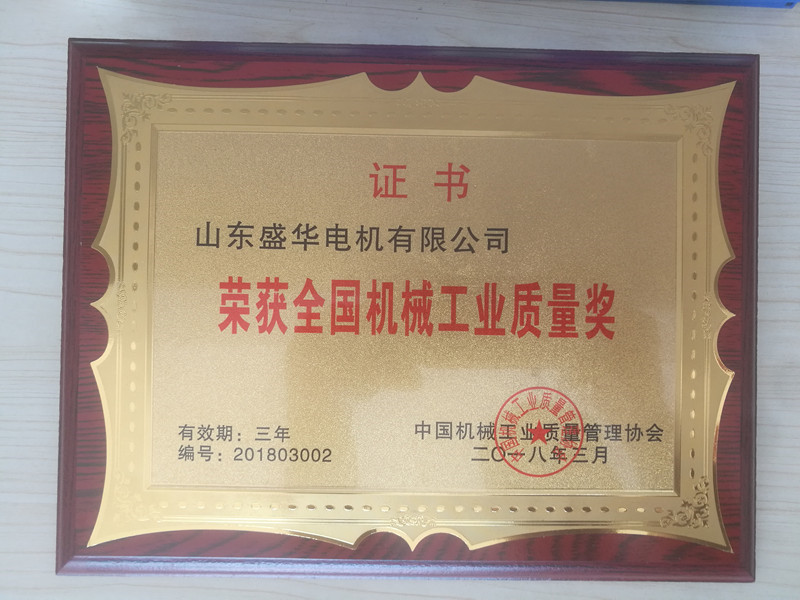 证书
山东盛华电机有限公司
荣获全国机械工业质量奖
有效期：三年
编号：201803002
中国机械工业质量管理协会
二〇一八年三月